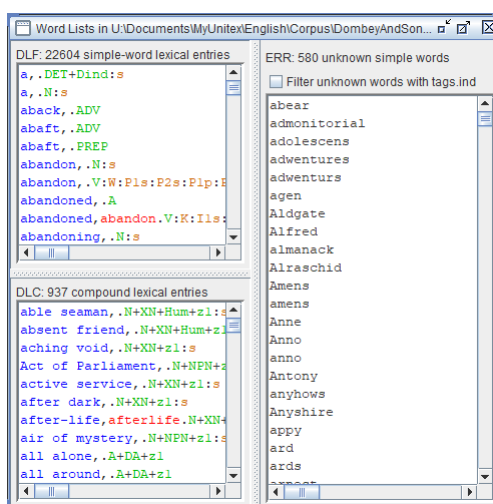 Word Lists in U:\Documents\MyUnitex\English\Corpus\DombeyAndSon...
DLF: 22604 simple-word lexical entries
a,.DET+Dind:s
a,.N:s
aback,.ADV
abaft,.ADV
abaft,.PREP
abandon,.N:s
abandon,.V:W:P1s:P2s:P1p:P
abandoned,.A
abandoned,abandon.V:K:I1s:
abandoning,.N:s
DLC: 937 compound lexical entries
able seaman,.N+XN+Hum+z1:s
absent friend,.N+XN+Hum+z1
aching void,.N+XN+z1:s
Act of Parliament,.N+NPN+z
active service,.N+XN+z1:s
after dark,.N+XN+z1:s
after-life,afterlife.N+XN+
air of mystery,.N+NPN+z1:s
all alone,.A+DA+z1
all around,.A+DA+z1
ERR: 580 unknown simple words
Filter unknown words with tags.ind
abear
admonitorial
adolescens
adwentures
adwenturs
agen
Aldgate
Alfred
almanack
Alraschid
Amens
amens
Anne
Anno
anno
Antony
anyhows
Anyshire
appy
ard
ards